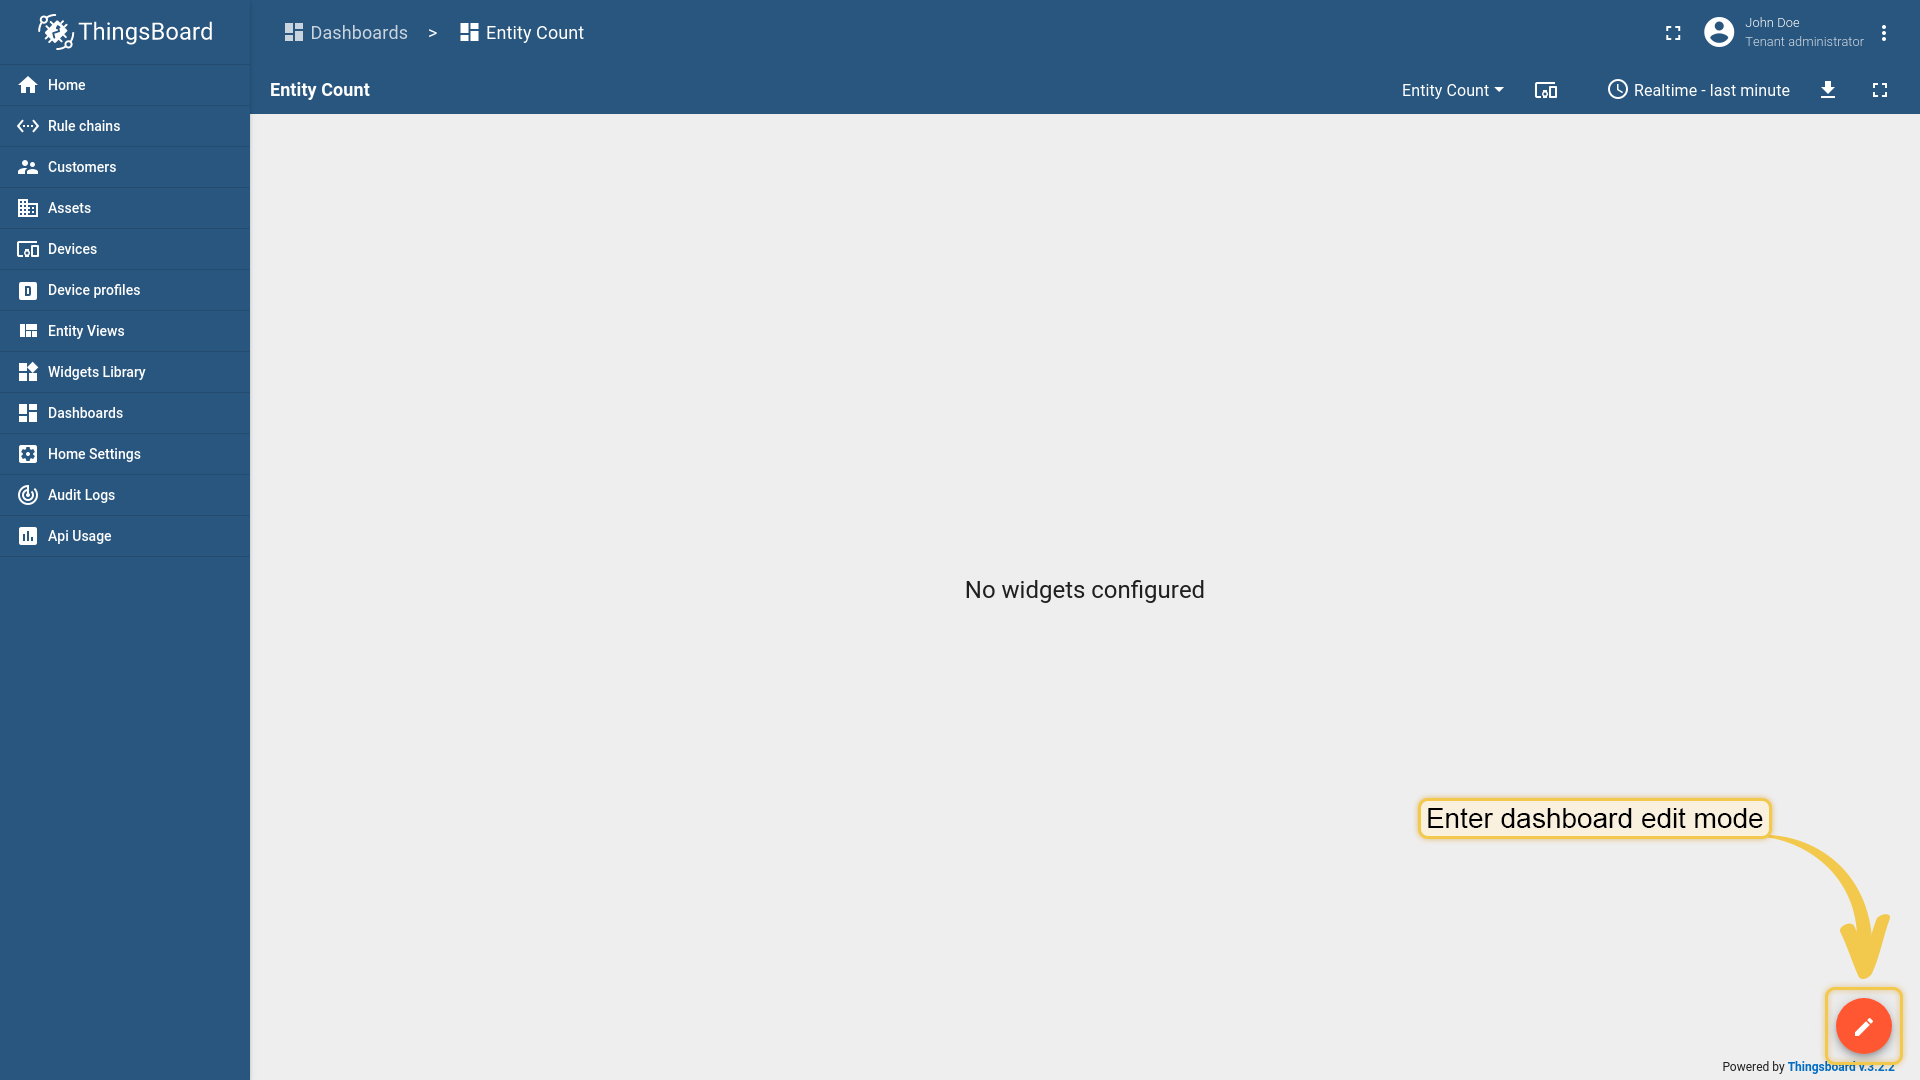 ThingsBoard
Dashboards > Entity Count
John Doe
Tenant administrator
Entity Count
Entity Count
Realtime - last minute
Home
Rule chains
Customers
Assets
Devices
Device profiles
Entity Views
Widgets Library
Dashboards
Home Settings
Audit Logs
Api Usage
No widgets configured
Enter dashboard edit mode
Powered by Thingsboard v.3.2.2